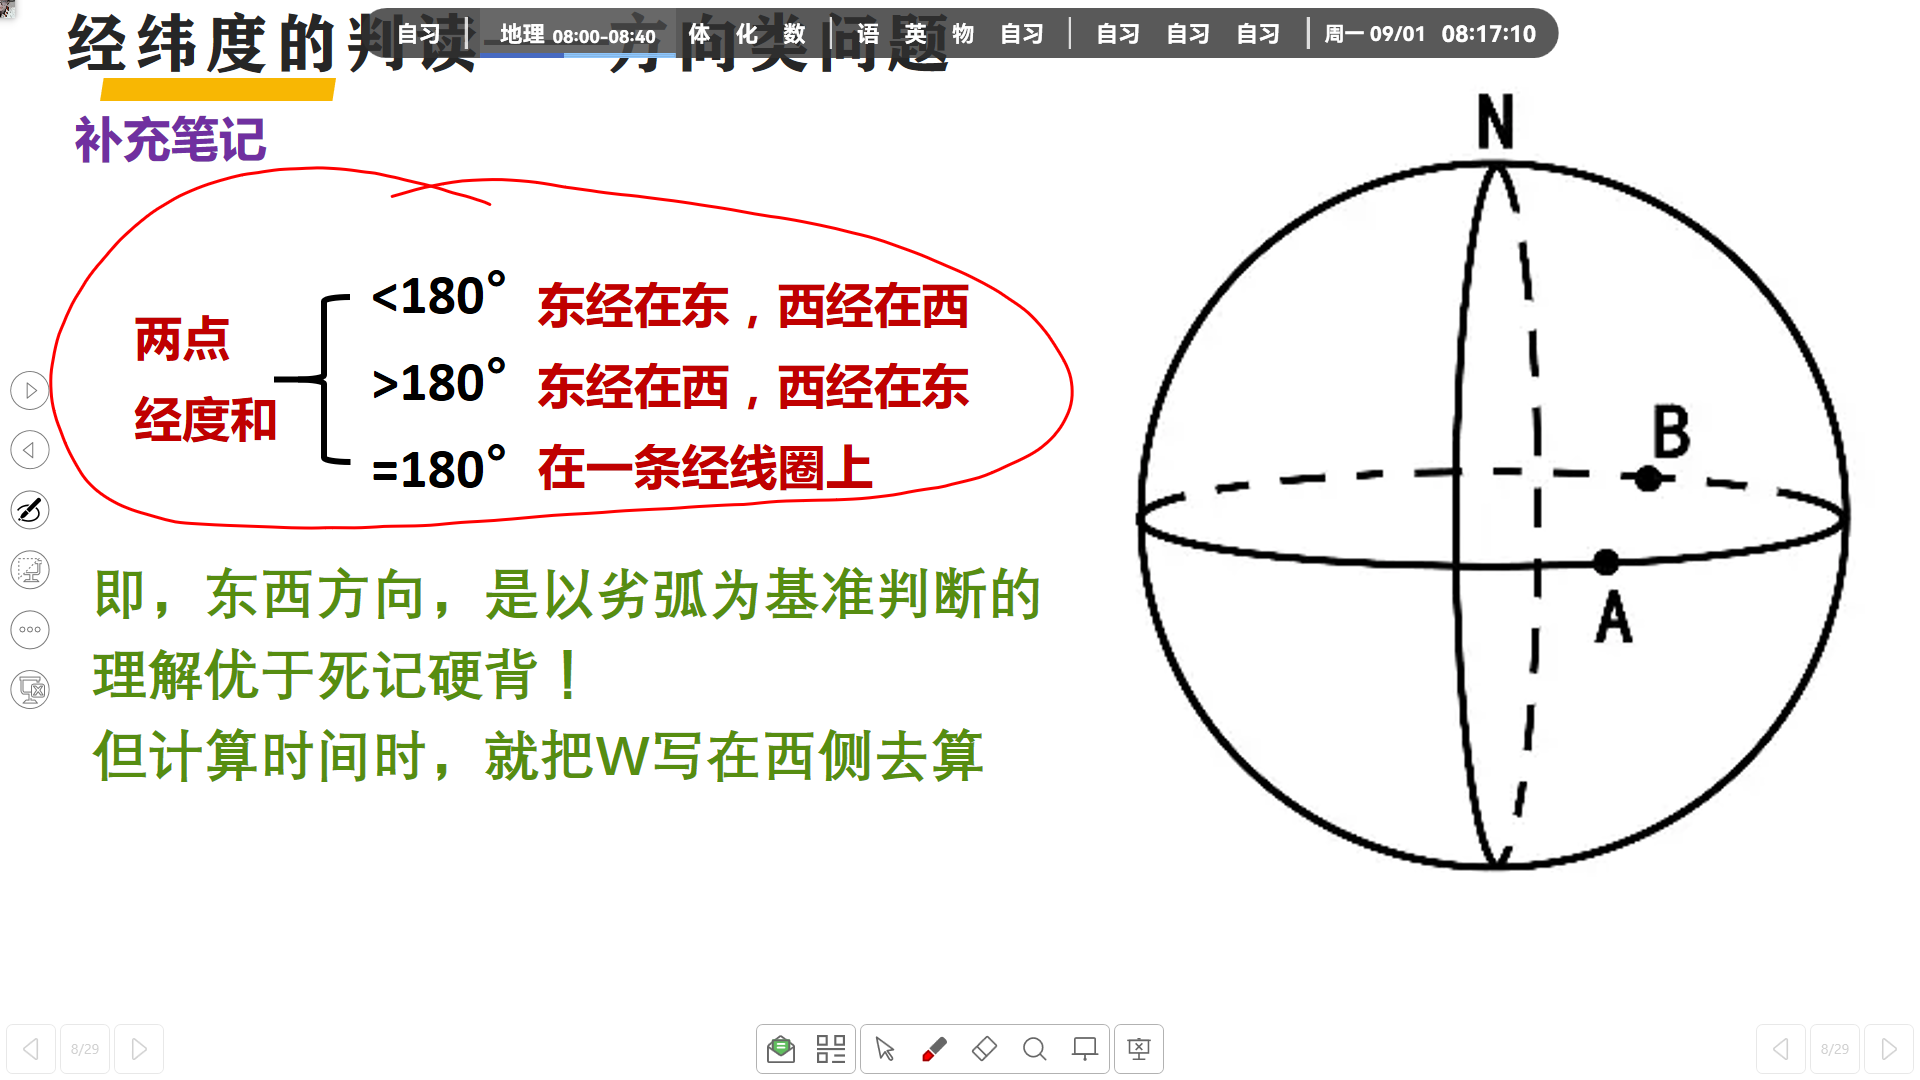 经纬度的判读——方向类问题
自习 | 地理 08:00-08:40 体 化 数 | 语 英 物 自习 | 自习 自习 自习 | 周一 09/01 08:17:10
补充笔记
两点
经度和
<180° 东经在东，西经在西
>180° 东经在西，西经在东
=180° 在一条经线圈上
即，东西方向，是以劣弧为基准判断的
理解优于死记硬背！
但计算时间时，就把W写在西侧去算
N
B
A
8/29
8/29